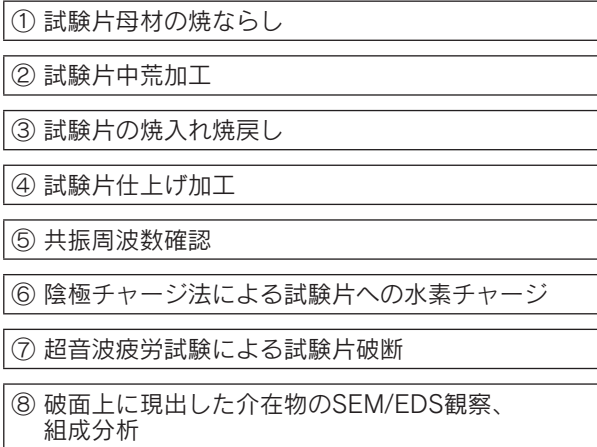 ① 試験片母材の焼ならし
② 試験片中荒加工
③ 試験片の焼入れ焼戻し
④ 試験片仕上げ加工
⑤ 共振周波数確認
⑥ 陰極チャージ法による試験片への水素チャージ
⑦ 超音波疲労試験による試験片破断
⑧ 破面上に現出した介在物のSEM/EDS観察、
組成分析